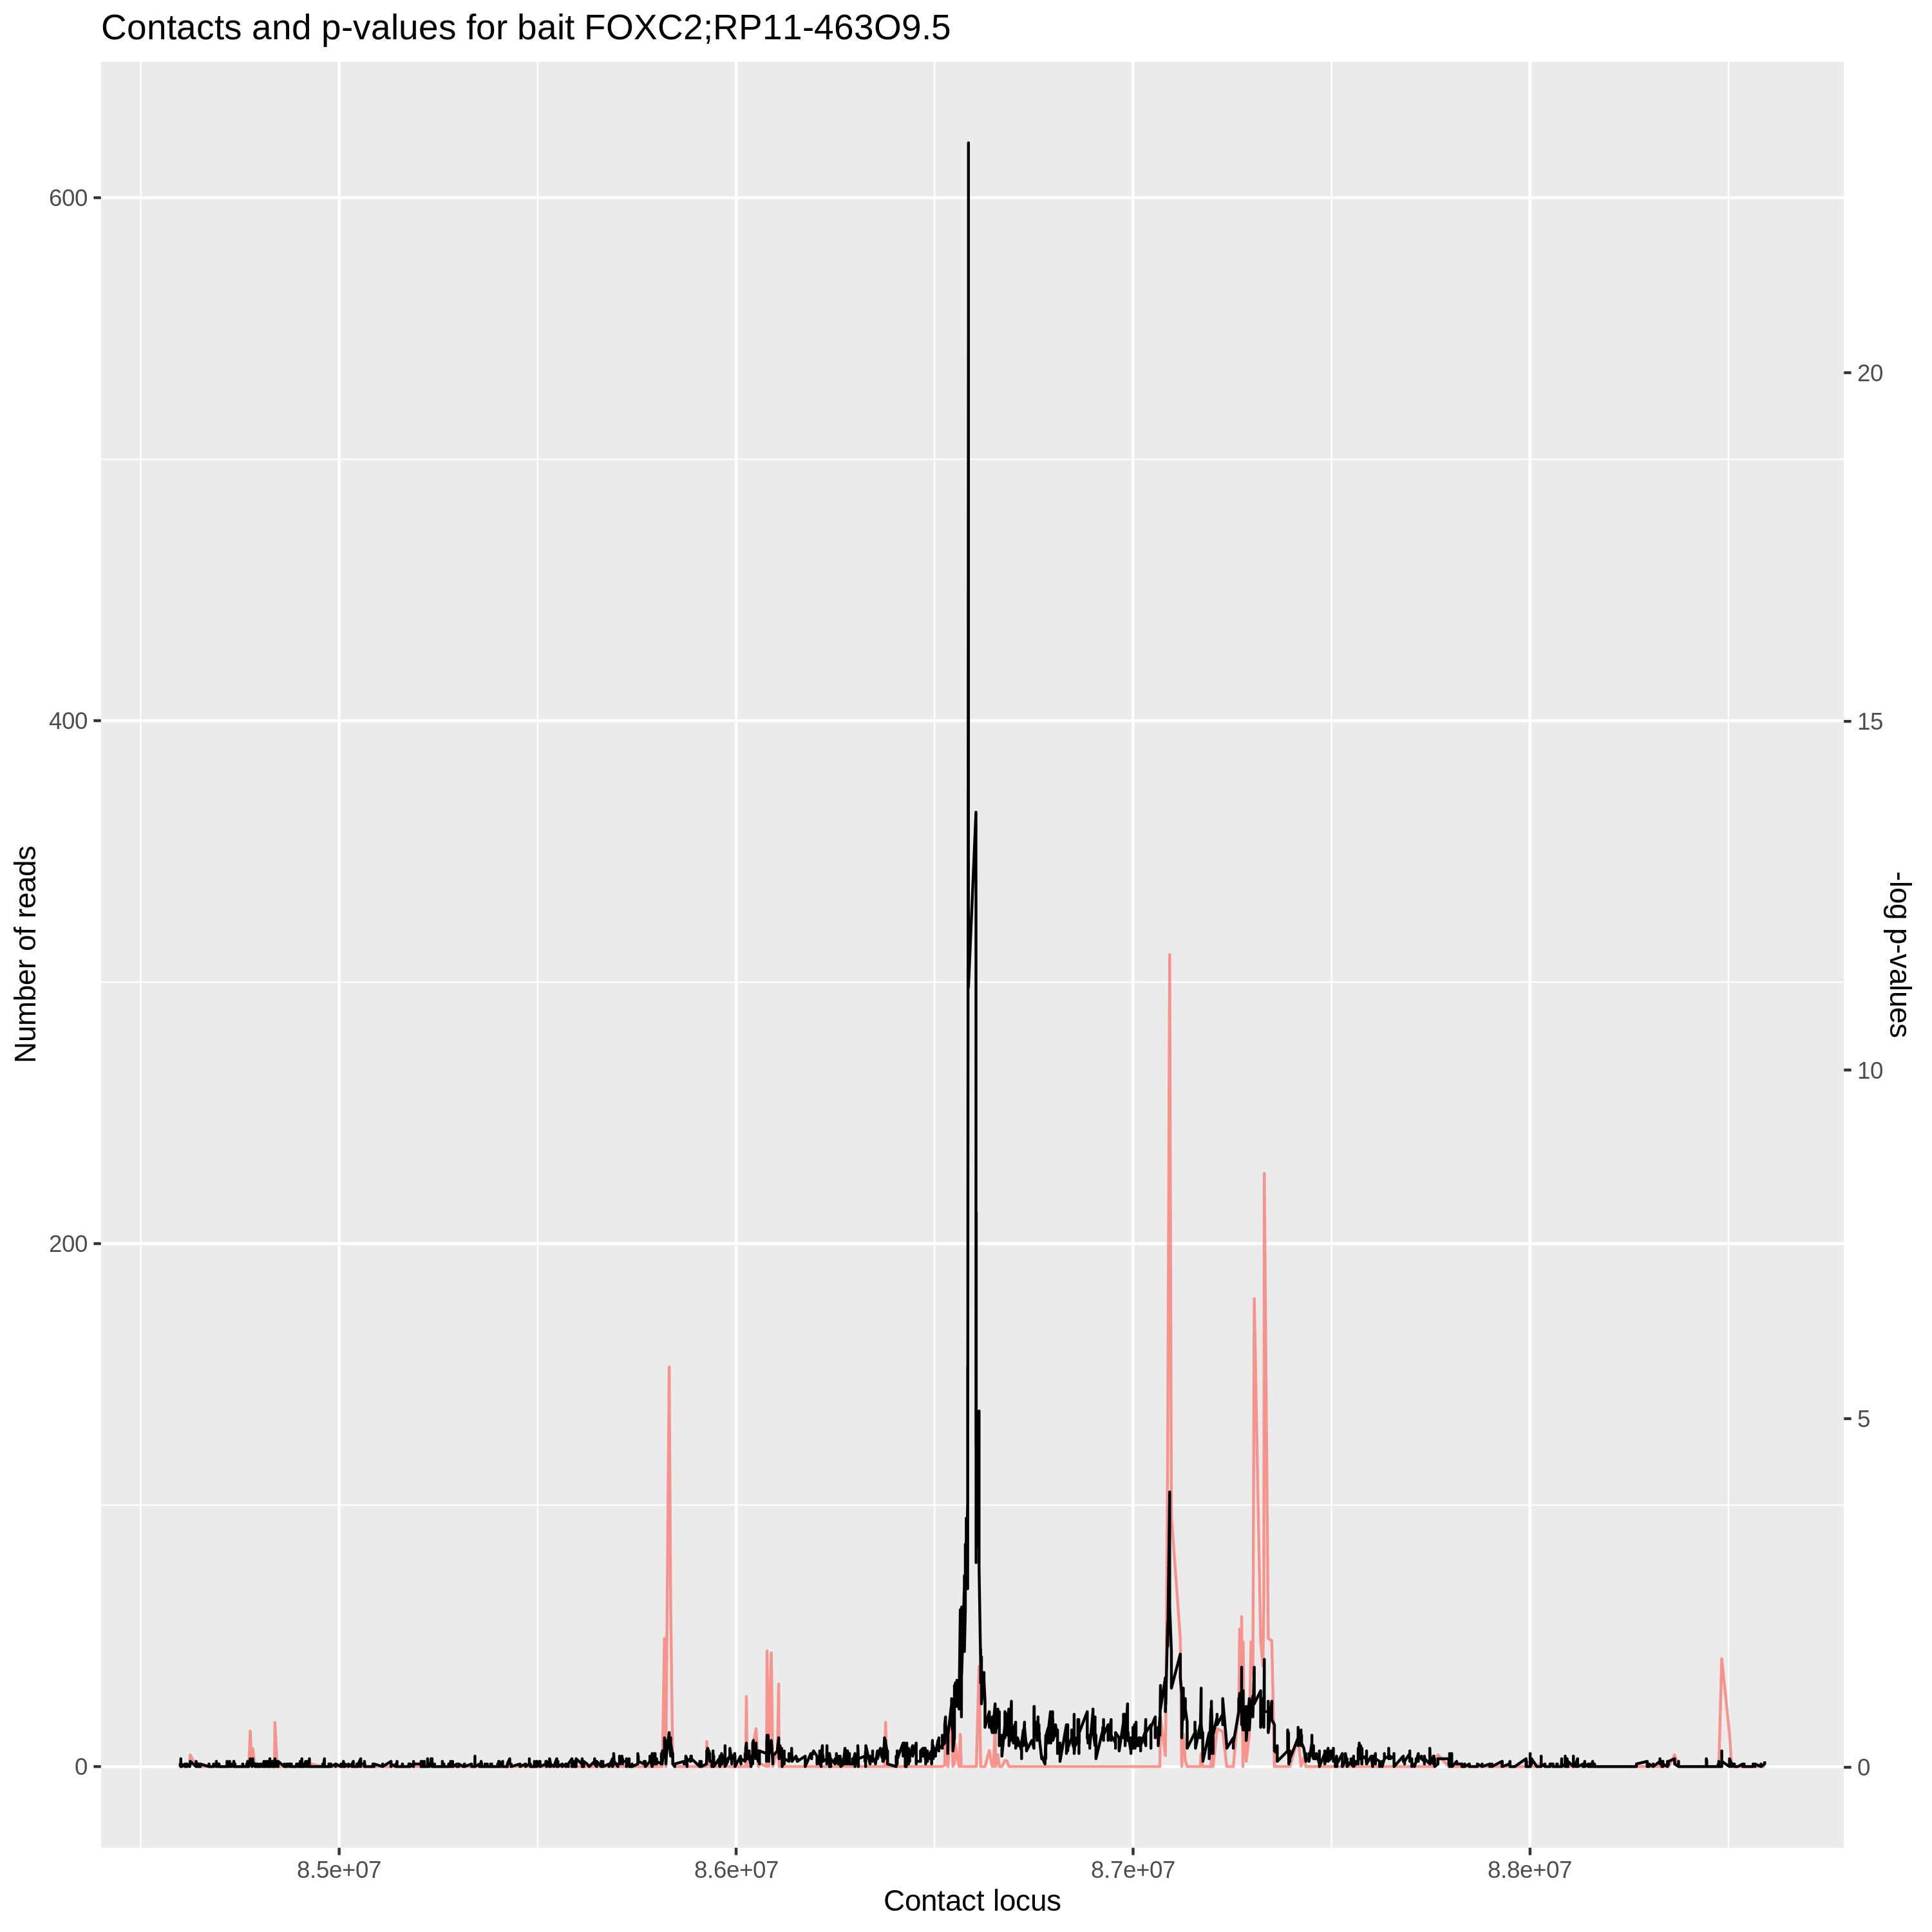 Contacts and p-values for bait FOXC2;RP11-463O9.5
600
400
200
0
Number of reads
20
15
10
5
0
-log p-values
8.5e+07
8.6e+07
8.7e+07
8.8e+07
Contact locus